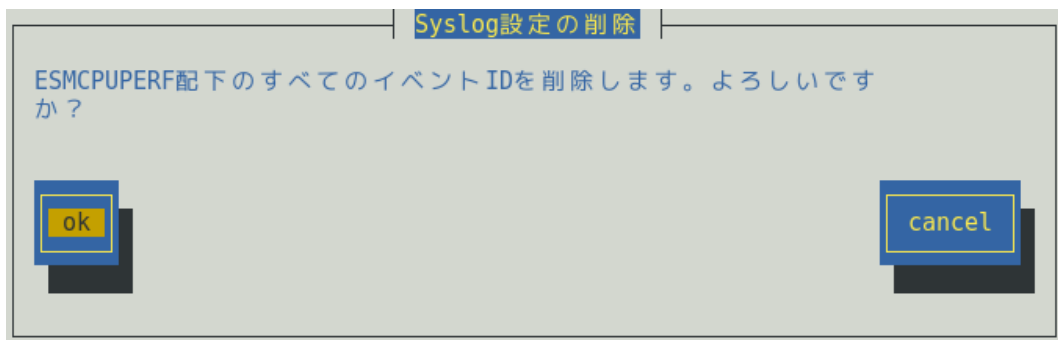 Syslog設定の削除
ESMCPUPERF配下のすべてのイベントIDを削除します。よろしいです
か？
ok
cancel